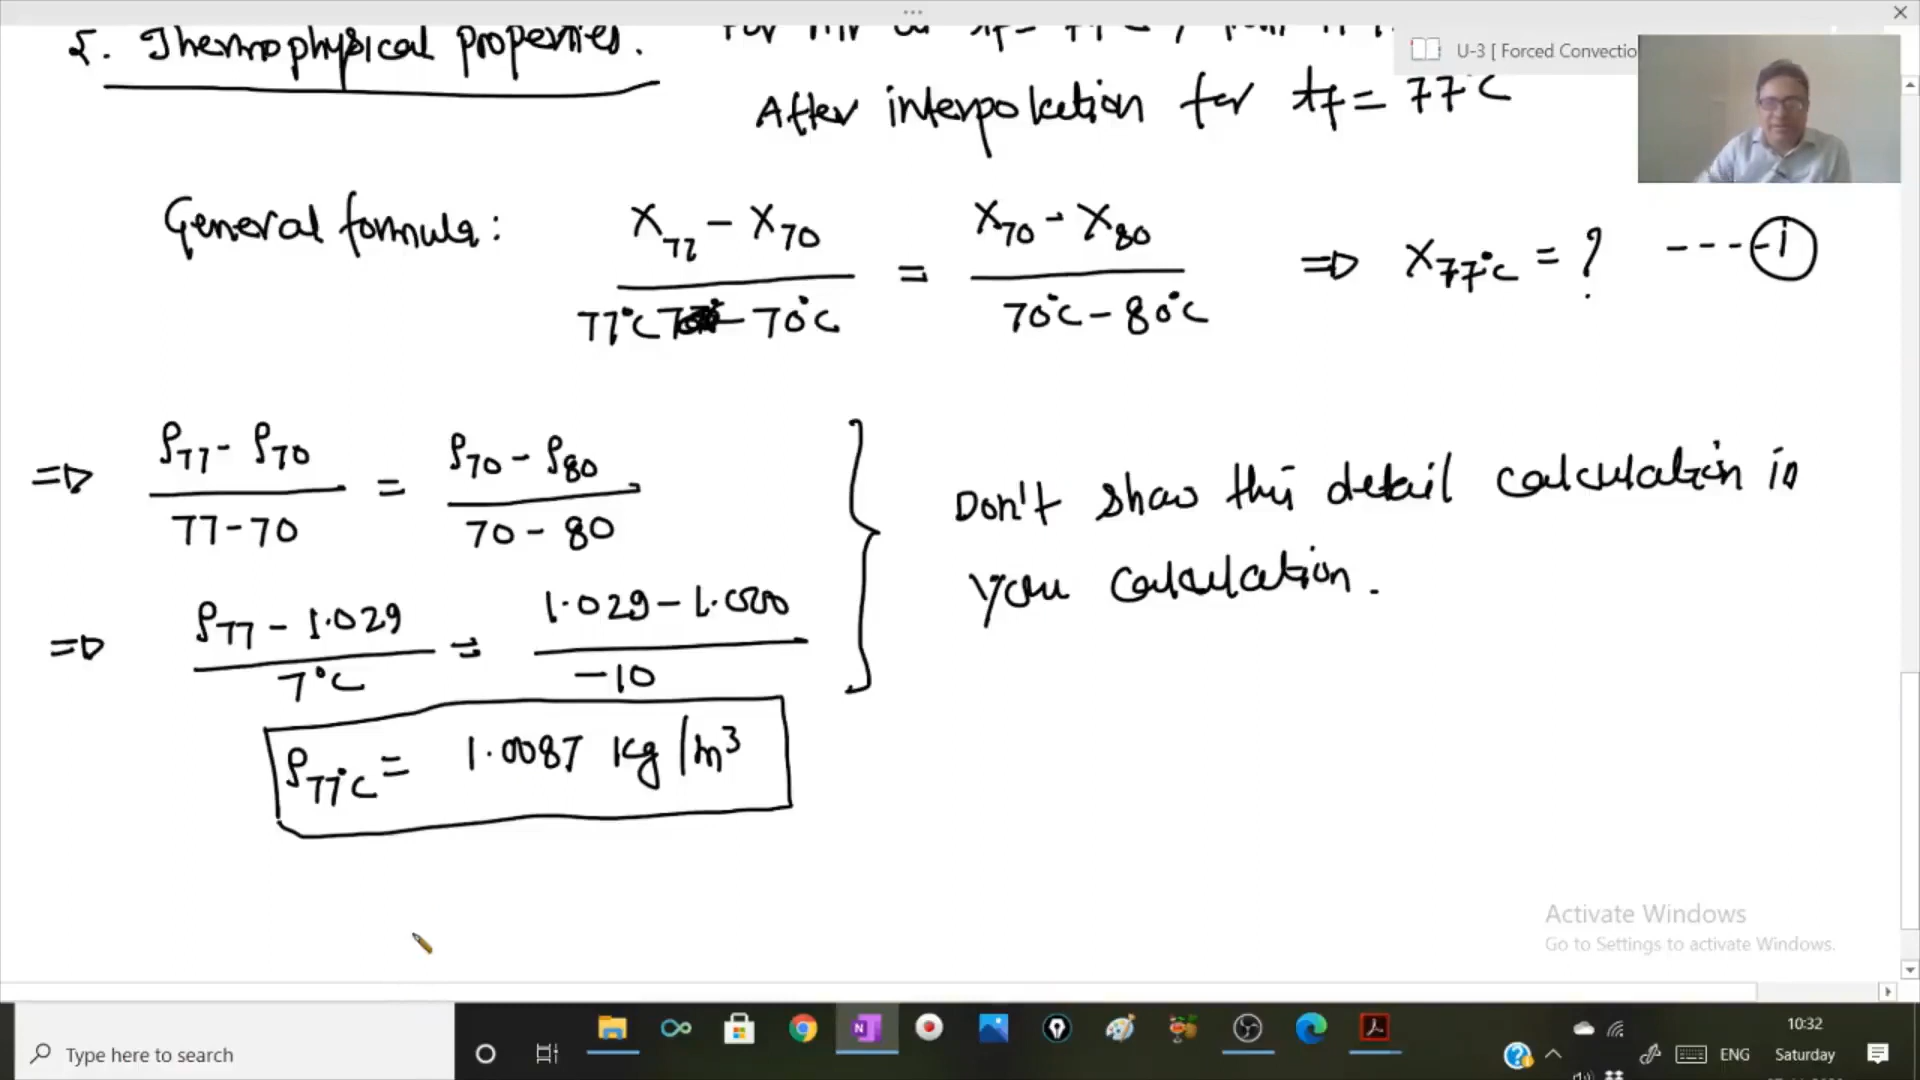 5. Thermophysical properties.
U-3 [ Forced Convectio
After interpolation for tf = 77°C
General formula: X77 - X70 / 77°C - 70°C = X70 - X80 / 70°C - 80°C => X77°C = ? ---- 1
=> ρ77 - ρ70 / 77-70 = ρ70 - ρ80 / 70 - 80
Don't show this detail calculation in
your calculation.
=> ρ77 - 1.029 / 7°C = 1.029 - 1.000 / -10
ρ77°C = 1.0087 kg/m³
Activate Windows
Go to Settings to activate Windows.
Type here to search
ENG
10:32
Saturday